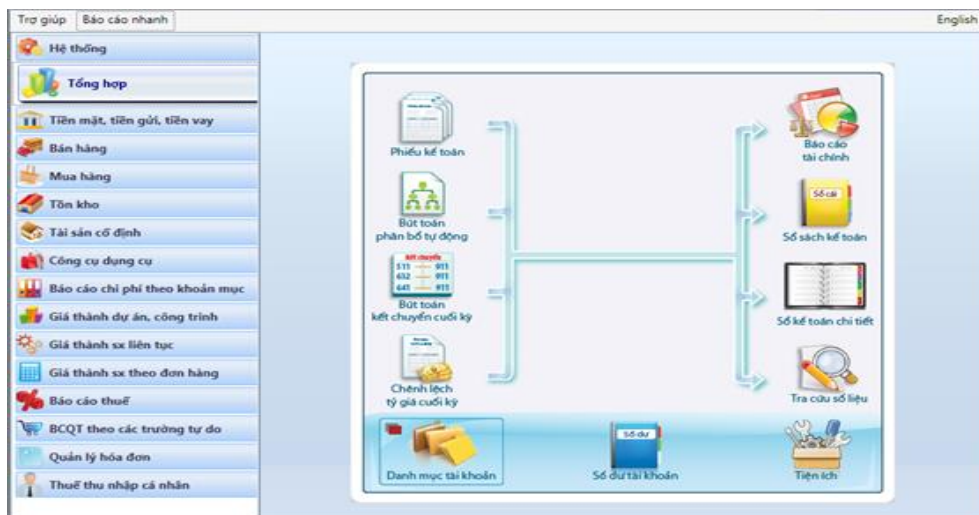 Trợ giúp Báo cáo nhanh English
Hệ thống
Tổng hợp
Tiền mặt, tiền gửi, tiền vay
Bán hàng
Mua hàng
Tồn kho
Tài sản cố định
Công cụ dụng cụ
Báo cáo chi phí theo khoản mục
Giá thành dự án, công trình
Giá thành sx liên tục
Giá thành sx theo đơn hàng
Báo cáo thuế
BCQT theo các trường tự do
Quản lý hóa đơn
Thuế thu nhập cá nhân
Phiếu kế toán
Bút toán
phân bổ tự động
Kết chuyển
511 911
632 911
641 911
Bút toán
kết chuyển cuối kỳ
Chênh lệch
tỷ giá cuối kỳ
Báo cáo
tài chính
Sổ cái
Sổ sách kế toán
Sổ kế toán chi tiết
Tra cứu số liệu
Danh mục tài khoản
Số dư
Số dư tài khoản
Tiện ích